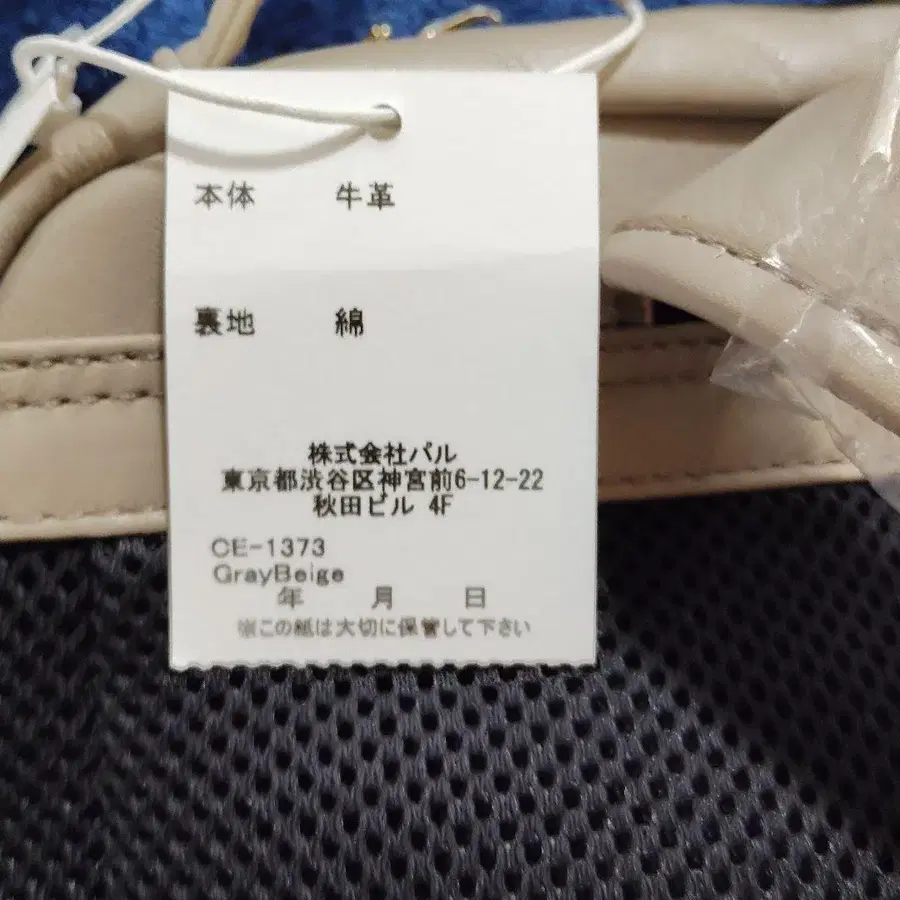 本体 牛革
裏地 綿
株式会社パル
東京都渋谷区神宮前6-12-22
秋田ビル 4F
CE-1373
GrayBeige
年 月 日
※この紙は大切に保管して下さい